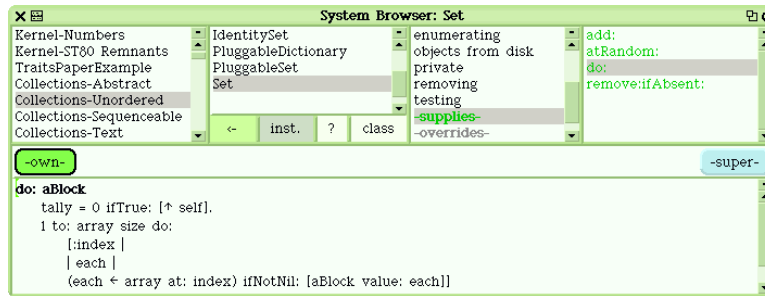 System Browser: Set
Kernel-Numbers
Kernel-ST80 Remnants
TraitsPaperExample
Collections-Abstract
Collections-Unordered
Collections-Sequenceable
Collections-Text
IdentitySet
PluggableDictionary
PluggableSet
Set
<- inst. ? class
enumerating
objects from disk
private
removing
testing
-supplies-
-overrides-
add:
atRandom:
do:
remove:ifAbsent:
-own- -super-
do: aBlock
tally = 0 ifTrue: [↑ self].
1 to: array size do:
[:index |
| each |
(each ← array at: index) ifNotNil: [aBlock value: each]]